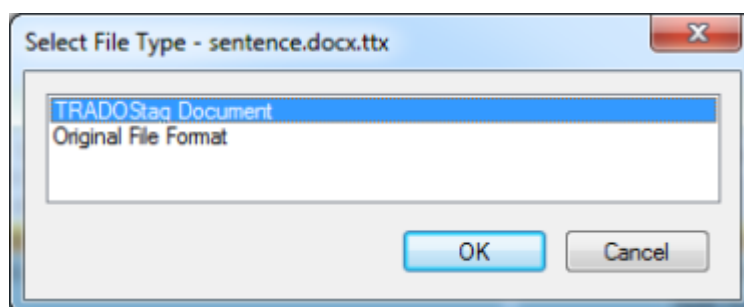 Select File Type - sentence.docx.ttx
TRADOStag Document
Original File Format
OK
Cancel